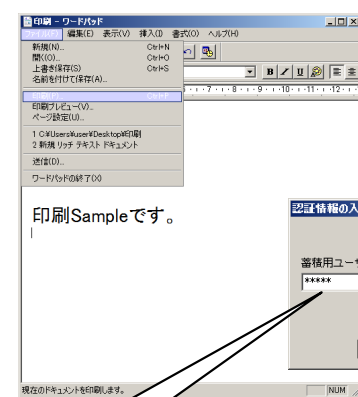 印刷 - ワードパッド
ファイル(F) 編集(E) 表示(V) 挿入(I) 書式(O) ヘルプ(H)
新規(N)... Ctrl+N
開く(O)... Ctrl+O
上書き保存(S) Ctrl+S
名前を付けて保存(A)...
印刷(P)... Ctrl+P
印刷プレビュー(V)...
ページ設定(U)...
1 C:¥Users¥user¥Desktop¥印刷
2 新規 リッチ テキスト ドキュメント
送信(D)...
ワードパッドの終了(X)
B / U
7 8 9 10 11 12
印刷Sampleです。
認証情報の入
蓄積用ユーザ
*****
現在のドキュメントを印刷します。
NUM